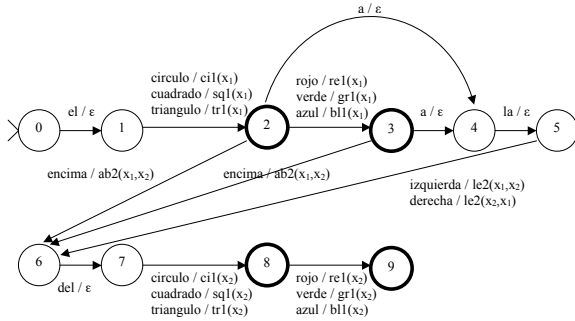 a / ε
circulo / ci1(x₁)
cuadrado / sq1(x₁)
triangulo / tr1(x₁)
rojo / re1(x₁)
verde / gr1(x₁)
azul / bl1(x₁)
0
el / ε
1
2
3
a / ε
4
la / ε
5
encima / ab2(x₁,x₂)
encima / ab2(x₁,x₂)
izquierda / le2(x₁,x₂)
derecha / le2(x₂,x₁)
6
del / ε
7
8
9
circulo / ci1(x₂)
cuadrado / sq1(x₂)
triangulo / tr1(x₂)
rojo / re1(x₂)
verde / gr1(x₂)
azul / bl1(x₂)